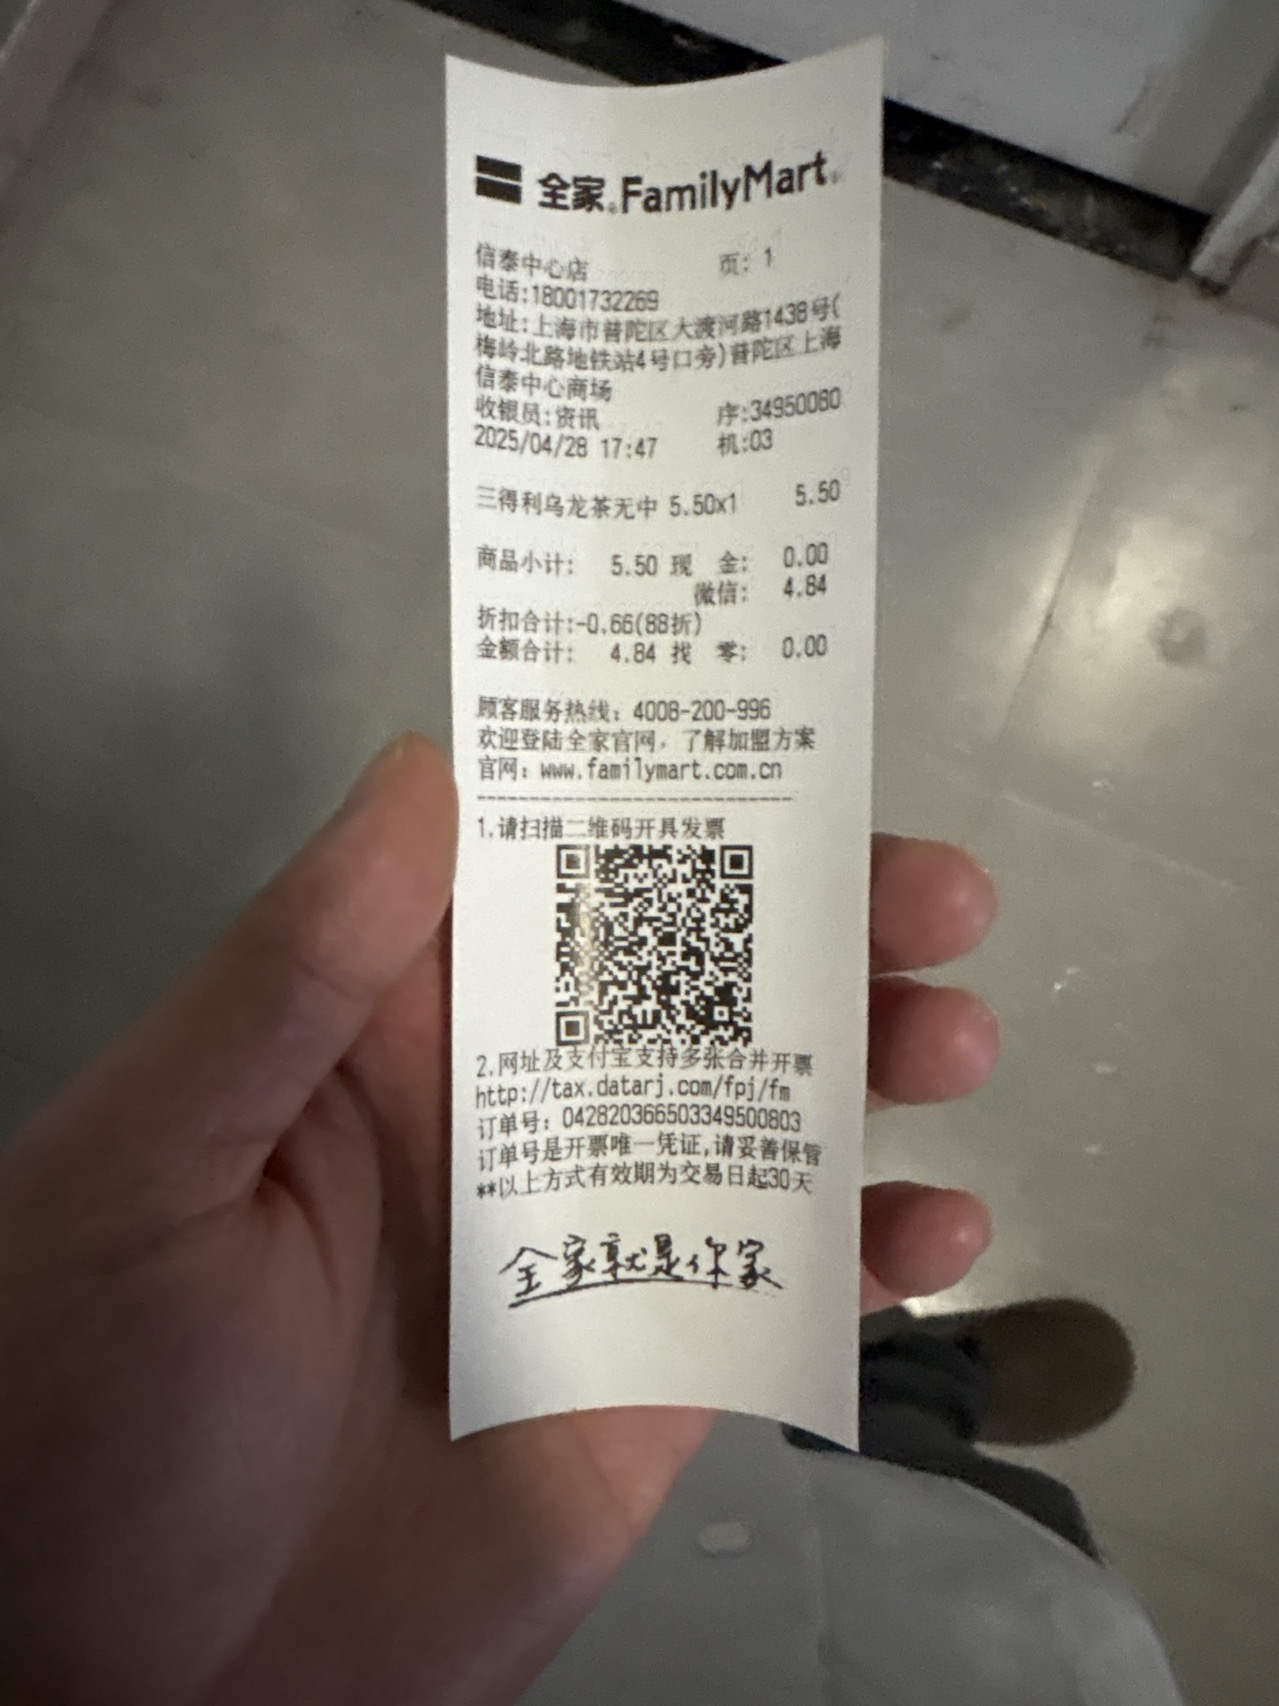 全家 FamilyMart
信泰中心店 页: 1
电话:18001732269
地址:上海市普陀区大渡河路1438号(
梅岭北路地铁站4号口旁)普陀区上海
信泰中心商场
收银员:资讯 序:34950080
2025/04/28 17:47 机:03
三得利乌龙茶无中 5.50x1 5.50
商品小计: 5.50 现 金: 0.00
微信: 4.84
折扣合计:-0.66(88折)
金额合计: 4.84 找 零: 0.00
顾客服务热线: 4008-200-996
欢迎登陆全家官网，了解加盟方案
官网: www.familymart.com.cn
1.请扫描二维码开具发票
2.网址及支付宝支持多张合并开票
http://tax.datarj.com/fpj/fm
订单号: 042820366503349500803
订单号是开票唯一凭证,请妥善保管
**以上方式有效期为交易日起30天
全家就是你家